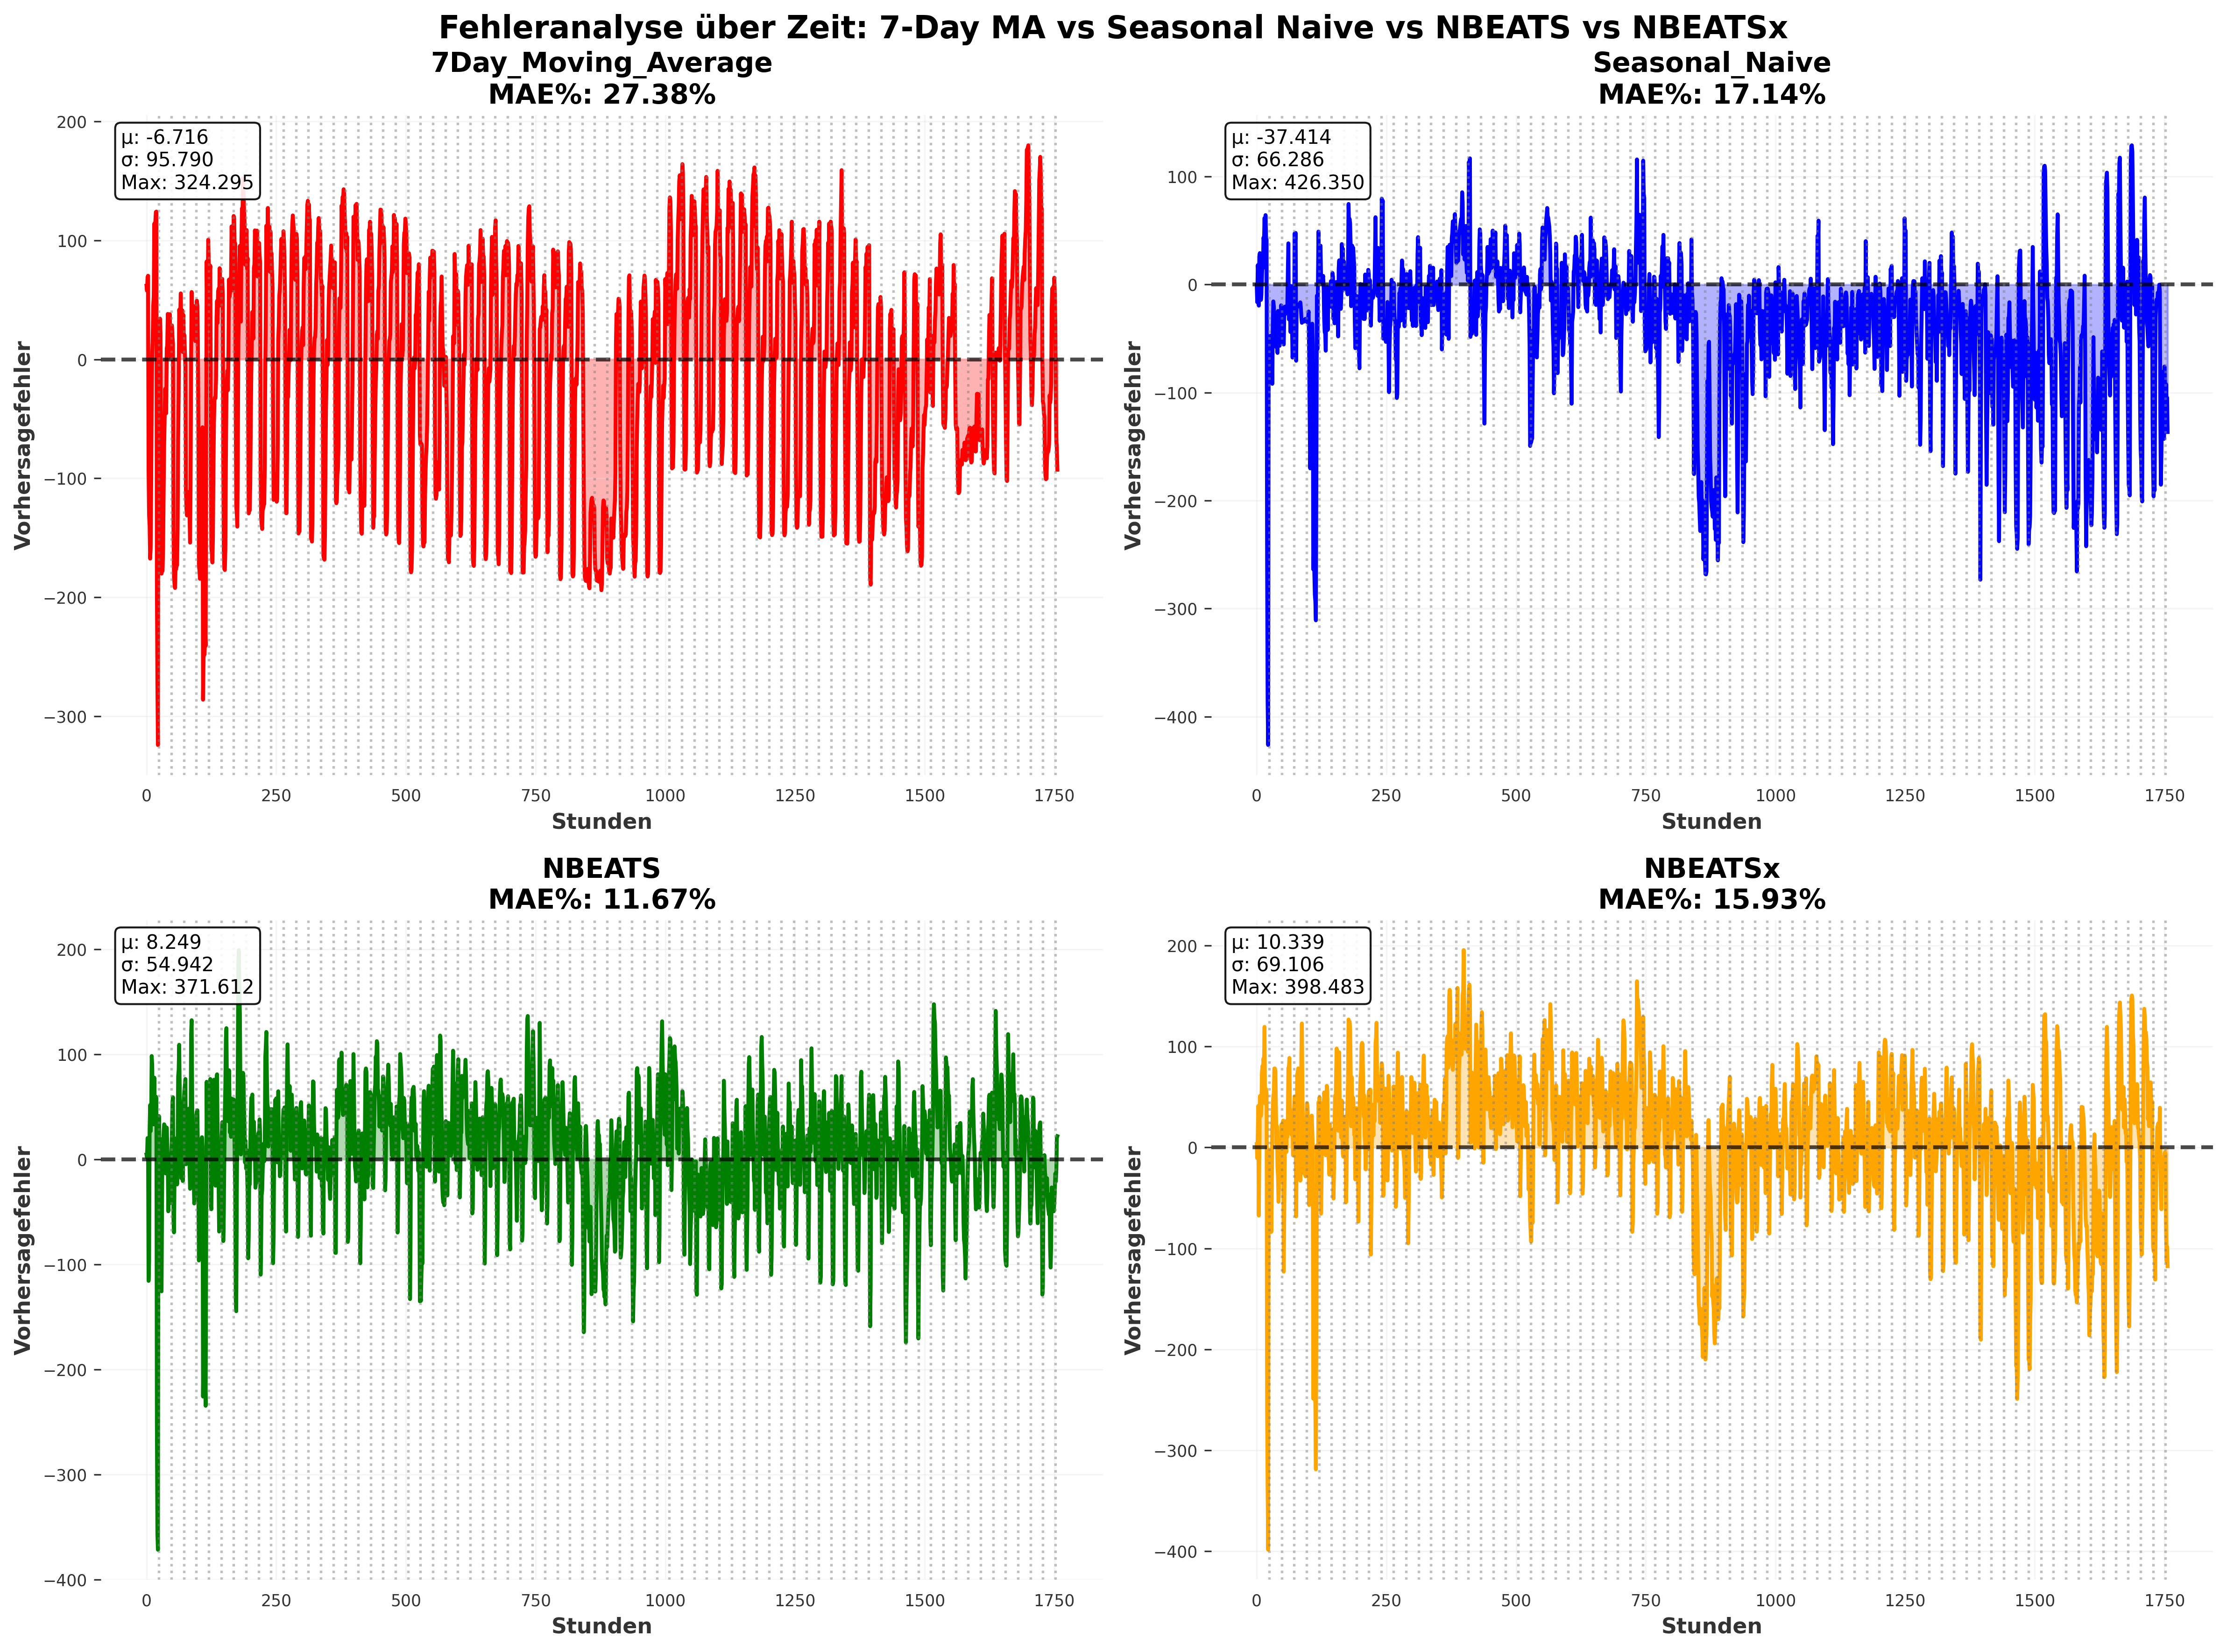 Fehleranalyse über Zeit: 7-Day MA vs Seasonal Naive vs NBEATS vs NBEATSx
7Day_Moving_Average
MAE%: 27.38%
μ: -6.716
σ: 95.790
Max: 324.295
200
100
0
−100
−200
−300
Vorhersagefehler
0 250 500 750 1000 1250 1500 1750
Stunden
Seasonal_Naive
MAE%: 17.14%
μ: -37.414
σ: 66.286
Max: 426.350
100
0
−100
−200
−300
−400
Vorhersagefehler
0 250 500 750 1000 1250 1500 1750
Stunden
NBEATS
MAE%: 11.67%
μ: 8.249
σ: 54.942
Max: 371.612
200
100
0
−100
−200
−300
−400
Vorhersagefehler
0 250 500 750 1000 1250 1500 1750
Stunden
NBEATSx
MAE%: 15.93%
μ: 10.339
σ: 69.106
Max: 398.483
200
100
0
−100
−200
−300
−400
Vorhersagefehler
0 250 500 750 1000 1250 1500 1750
Stunden